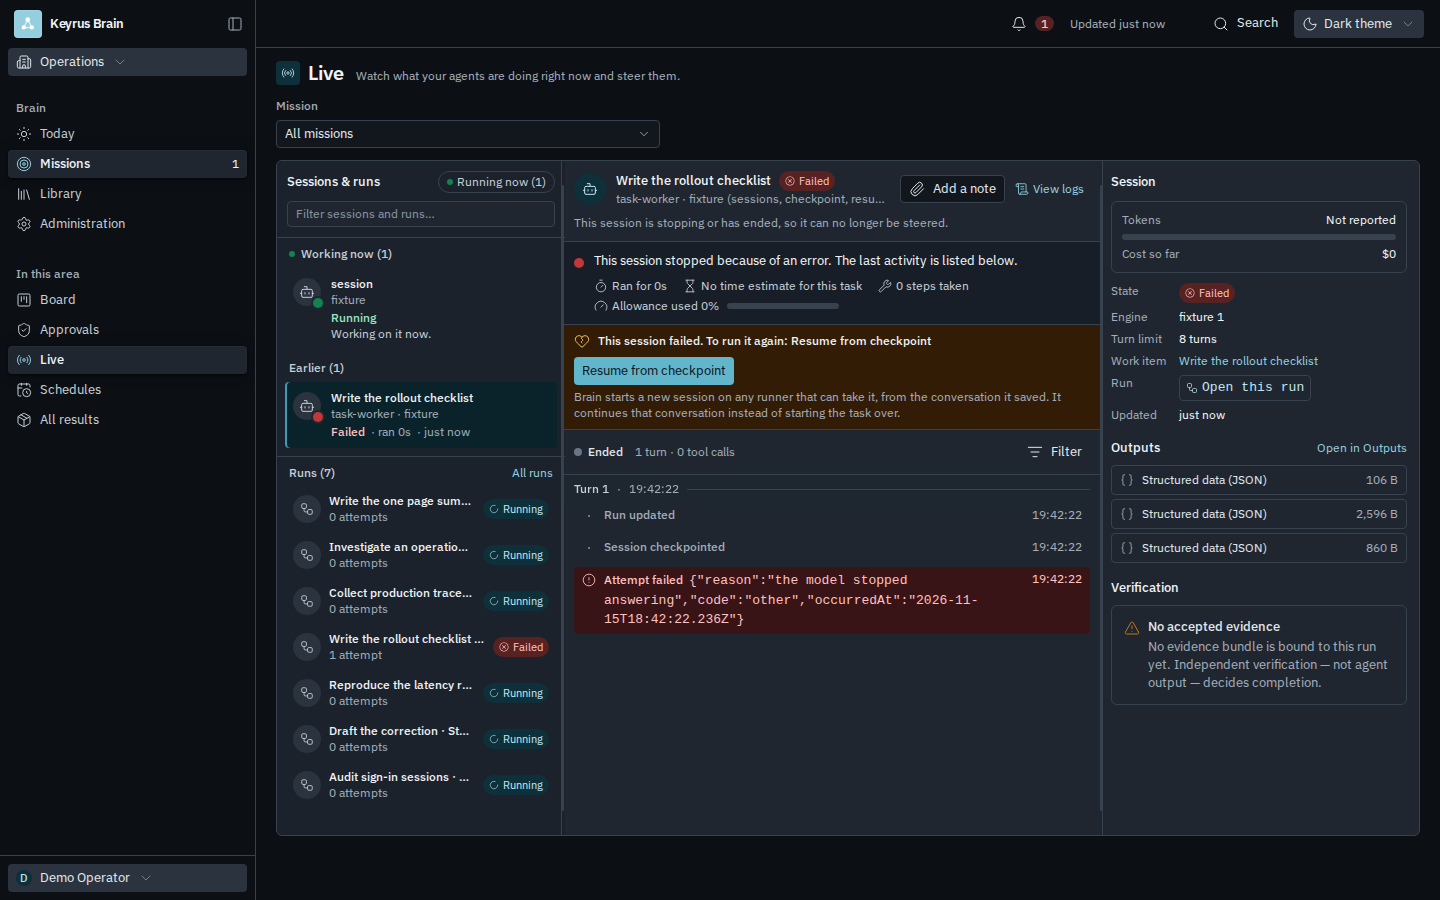 Keyrus Brain
1
Updated just now
Search
Dark theme
Operations
Brain
Today
Missions
1
Library
Administration
In this area
Board
Approvals
Live
Schedules
All results
D
Demo Operator
Live
Watch what your agents are doing right now and steer them.
Mission
All missions
Sessions & runs
Running now (1)
Filter sessions and runs...
Working now (1)
session
fixture
Running
Working on it now.
Earlier (1)
Write the rollout checklist
task-worker · fixture
Failed · ran 0s · just now
Runs (7)
All runs
Write the one page sum...
0 attempts
Running
Investigate an operatio...
0 attempts
Running
Collect production trace...
0 attempts
Running
Write the rollout checklist ...
1 attempt
Failed
Reproduce the latency r...
0 attempts
Running
Draft the correction · St...
0 attempts
Running
Audit sign-in sessions · ...
0 attempts
Running
Write the rollout checklist
Failed
task-worker · fixture (sessions, checkpoint, resu...
Add a note
View logs
This session is stopping or has ended, so it can no longer be steered.
This session stopped because of an error. The last activity is listed below.
Ran for 0s
No time estimate for this task
0 steps taken
Allowance used 0%
This session failed. To run it again: Resume from checkpoint
Resume from checkpoint
Brain starts a new session on any runner that can take it, from the conversation it saved. It
continues that conversation instead of starting the task over.
Ended
1 turn · 0 tool calls
Filter
Turn 1 · 19:42:22
· Run updated
19:42:22
· Session checkpointed
19:42:22
Attempt failed {"reason":"the model stopped
answering","code":"other","occurredAt":"2026-11-
15T18:42:22.236Z"}
19:42:22
Session
Tokens
Not reported
Cost so far
$0
State
Failed
Engine
fixture 1
Turn limit
8 turns
Work item
Write the rollout checklist
Run
Open this run
Updated
just now
Outputs
Open in Outputs
{ } Structured data (JSON)
106 B
{ } Structured data (JSON)
2,596 B
{ } Structured data (JSON)
860 B
Verification
No accepted evidence
No evidence bundle is bound to this run
yet. Independent verification — not agent
output — decides completion.